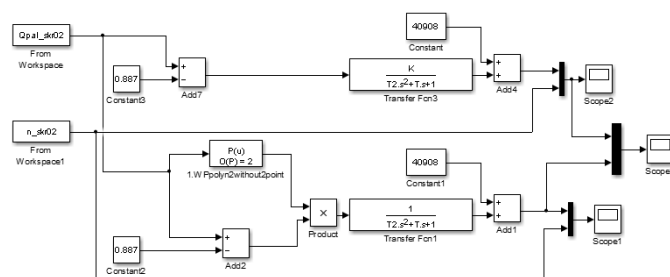 Qpal_skr02
From
Workspace
0.887
Constant3
+
−
Add7
K
T2.s²+T.s+1
Transfer Fcn3
40908
Constant
+
+
Add4
Scope2
n_skr02
From
Workspace1
P(u)
O(P) = 2
1.W Ppolyn2without2point
0.887
Constant2
+
−
Add2
×
Product
1
T2.s²+T.s+1
Transfer Fcn1
40908
Constant1
+
+
Add1
Scope1
Scope